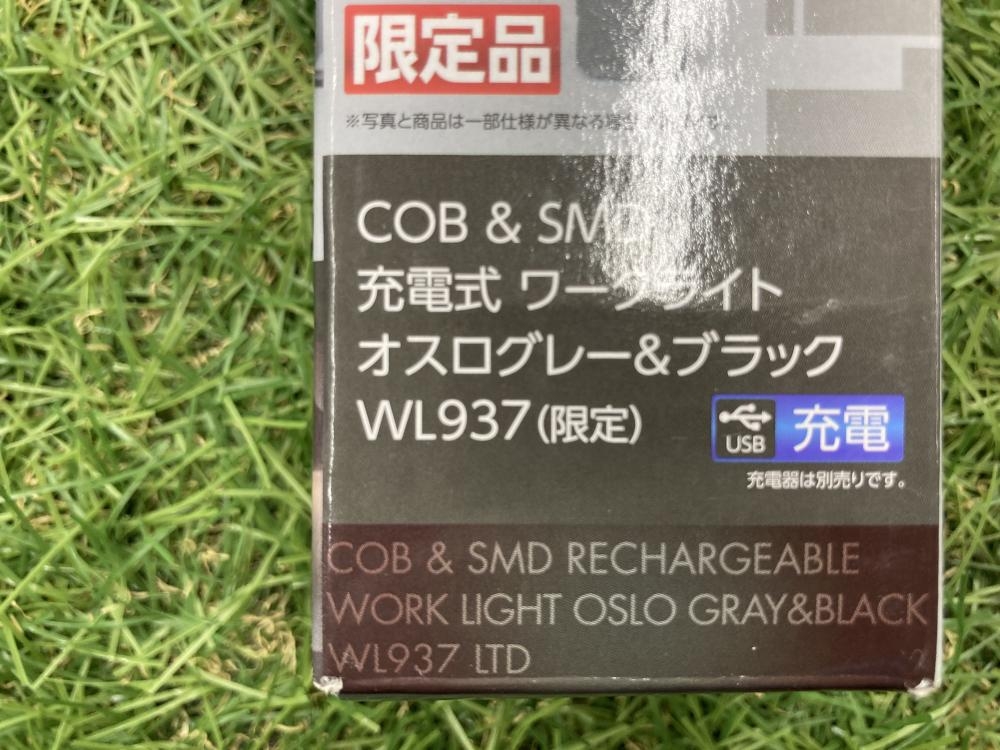 限定品
※写真と商品は一部仕様が異なる場合
COB & SMD
充電式 ワークライト
オスログレー&ブラック
WL937(限定)
USB 充電
充電器は別売りです。
COB & SMD RECHARGEABLE
WORK LIGHT OSLO GRAY&BLACK
WL937 LTD